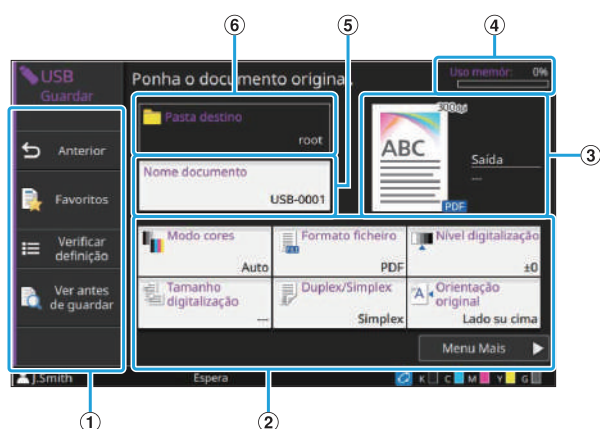 6
5
4
USB
Guardar
Ponha o documento original.
Uso memór: 0%
Pasta destino
root
300dpi
ABC
PDF
Saída
---
3
Anterior
Nome documento
USB-0001
Favoritos
Modo cores
Auto
Formato ficheiro
PDF
Nível digitalização
±0
Verificar
definição
Tamanho
digitalização
---
Duplex/Simplex
Simplex
"A"
Orientação
original
Lado su cima
Ver antes
de guardar
Menu Mais
J.Smith
Espera
K C M Y G
1
2